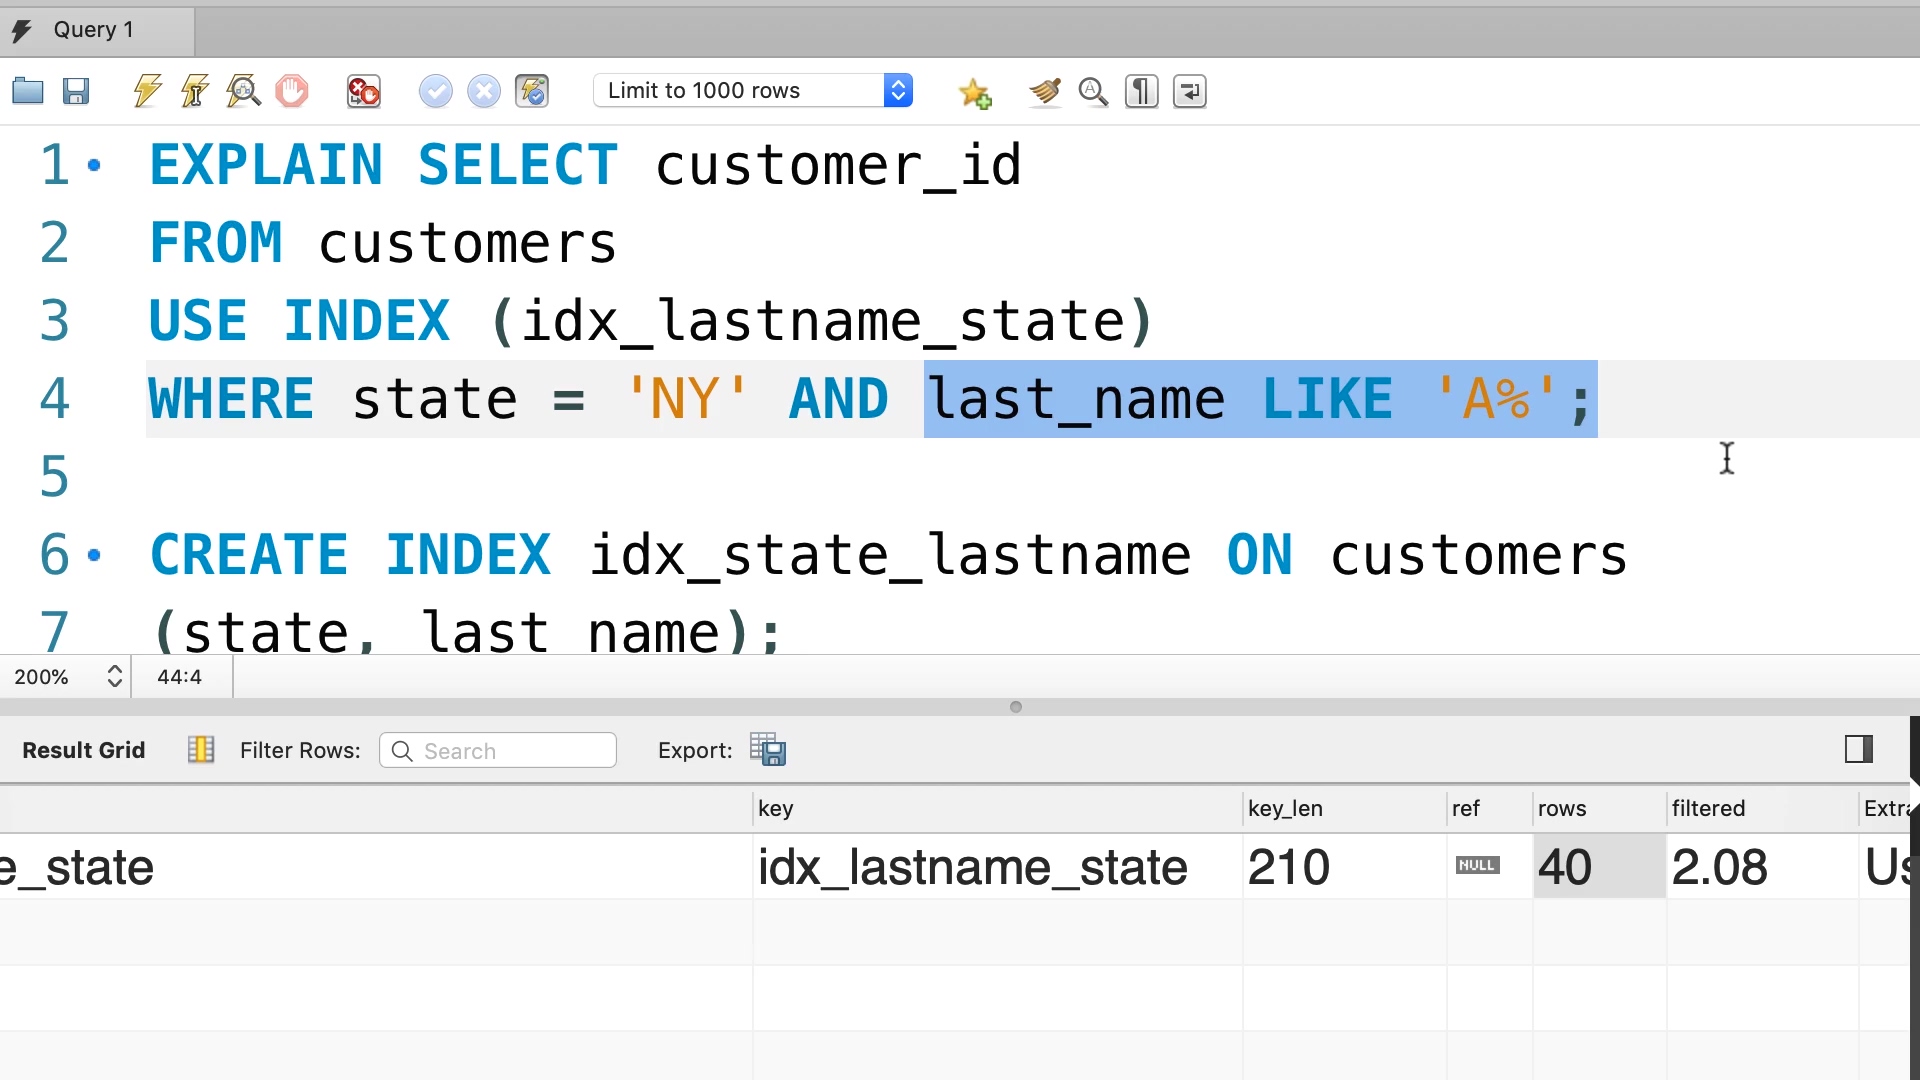 Query 1
Limit to 1000 rows
1 EXPLAIN SELECT customer_id
2 FROM customers
3 USE INDEX (idx_lastname_state)
4 WHERE state = 'NY' AND last_name LIKE 'A%';
5
6 CREATE INDEX idx_state_lastname ON customers
7 (state, last_name);
200% 44:4
Result Grid Filter Rows: Search Export:
key key_len ref rows filtered Extra
e_state idx_lastname_state 210 NULL 40 2.08 Us